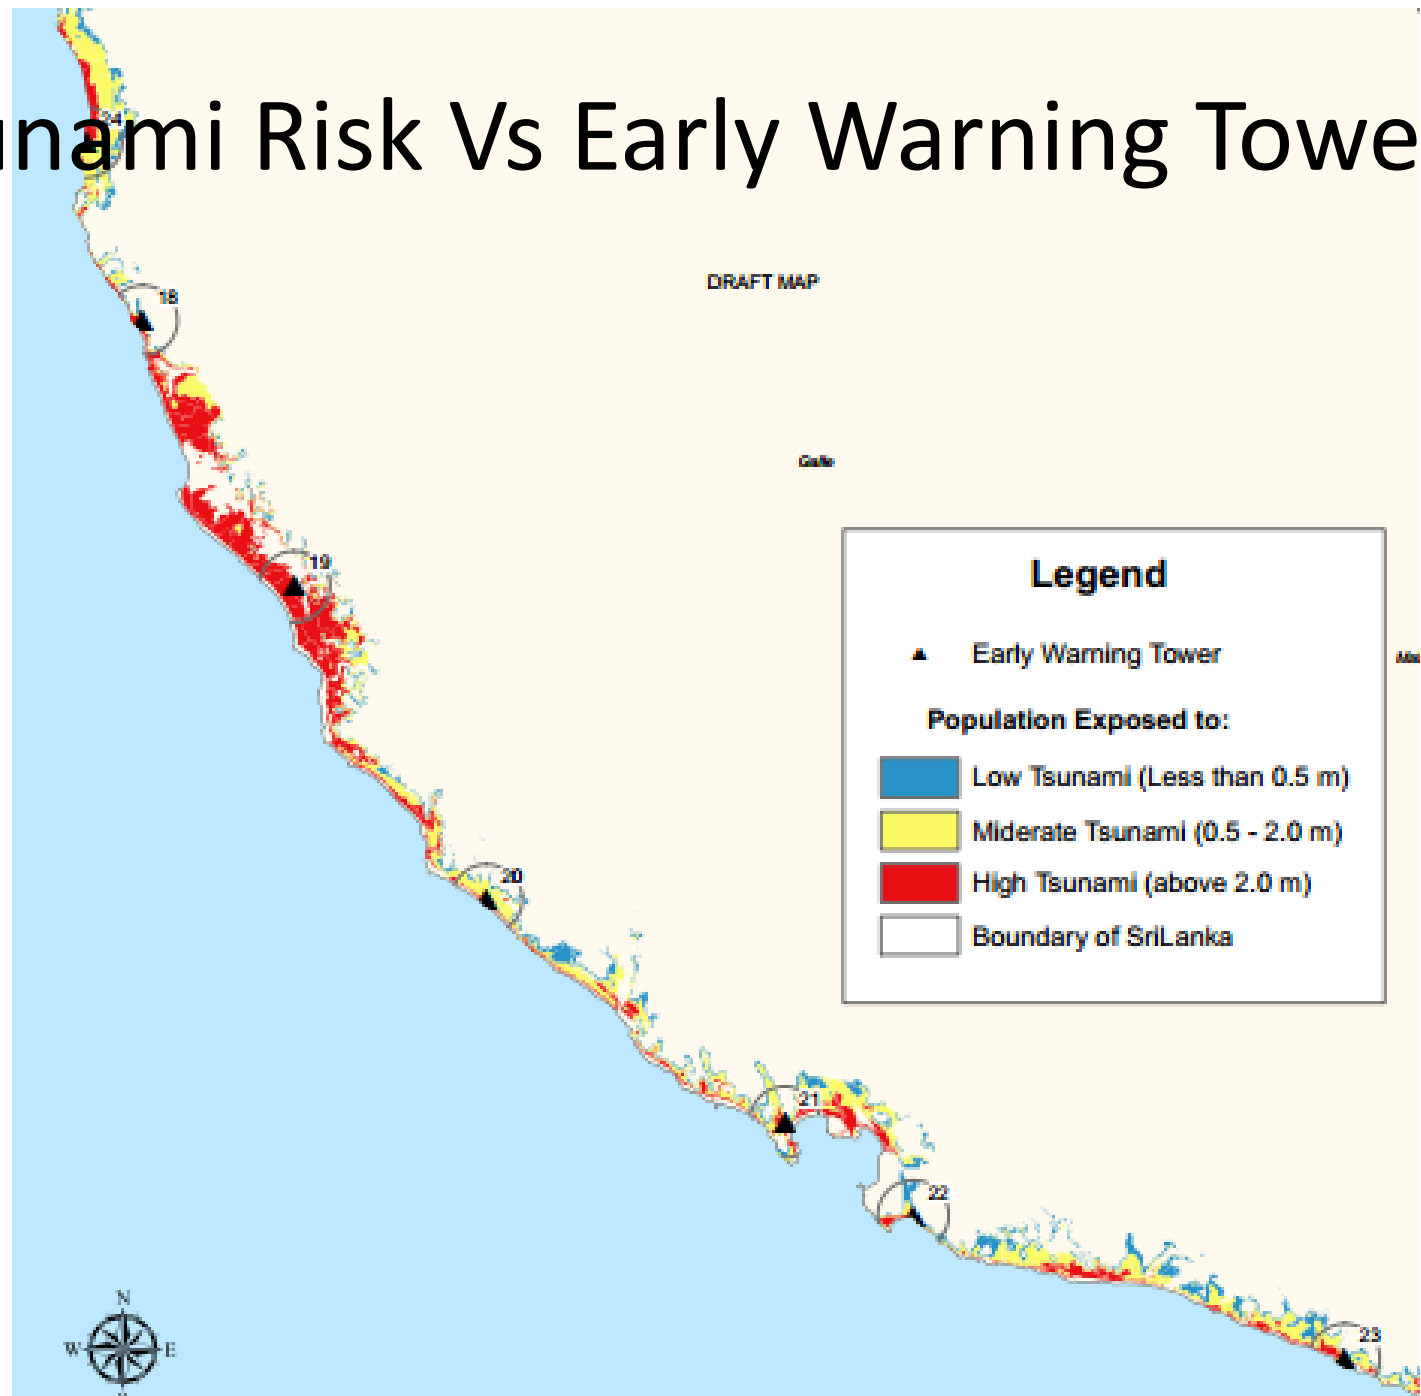 unami Risk Vs Early Warning Towe
DRAFT MAP
18
Galle
19
Legend
Early Warning Tower
Population Exposed to:
Low Tsunami (Less than 0.5 m)
Miderate Tsunami (0.5 - 2.0 m)
High Tsunami (above 2.0 m)
Boundary of SriLanka
20
21
22
23
N
W E